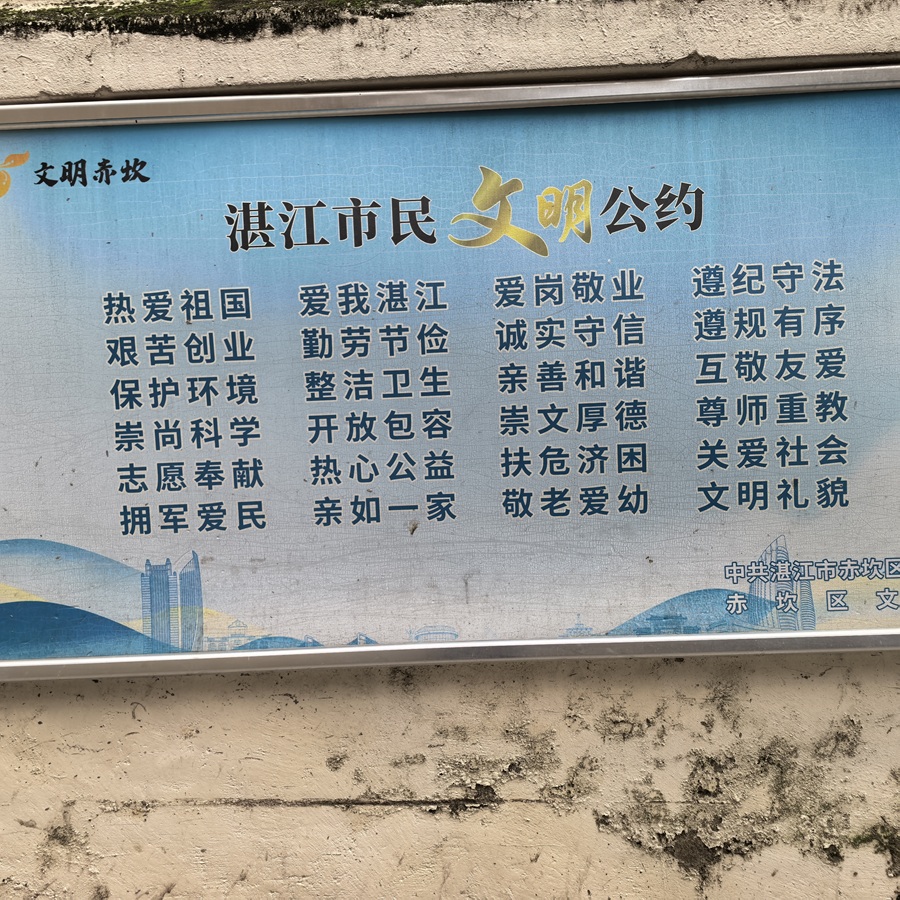 文明赤坎
湛江市民文明公约
热爱祖国 爱我湛江 爱岗敬业 遵纪守法
艰苦创业 勤劳节俭 诚实守信 遵规有序
保护环境 整洁卫生 亲善和谐 互敬友爱
崇尚科学 开放包容 崇文厚德 尊师重教
志愿奉献 热心公益 扶危济困 关爱社会
拥军爱民 亲如一家 敬老爱幼 文明礼貌
中共湛江市赤坎区
赤坎区文